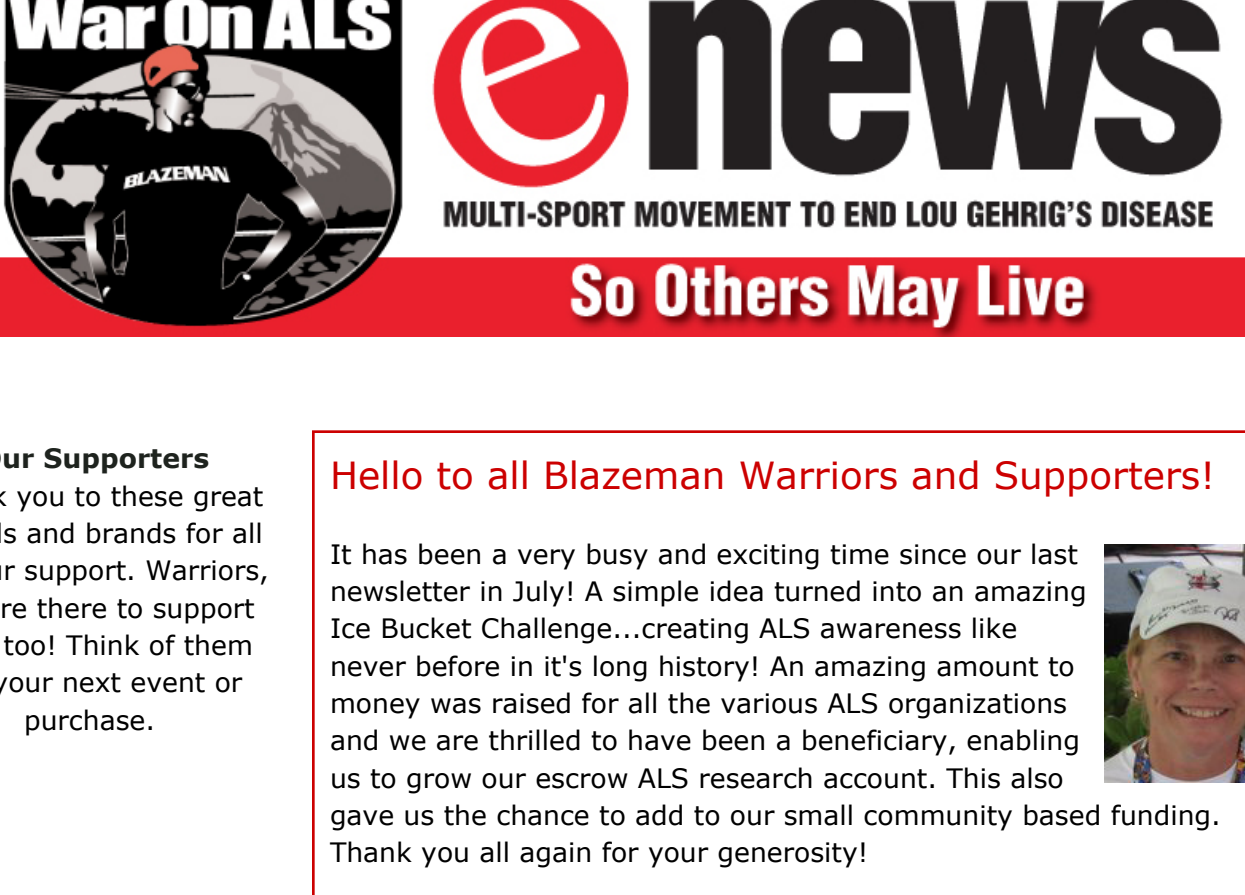 War On ALS
BLAZEMAN
enews
MULTI-SPORT MOVEMENT TO END LOU GEHRIG'S DISEASE
So Others May Live
Supporters
you to these great
and brands for all
support. Warriors,
there to support
too! Think of them
your next event or
purchase.
Hello to all Blazeman Warriors and Supporters!
It has been a very busy and exciting time since our last
newsletter in July! A simple idea turned into an amazing
Ice Bucket Challenge...creating ALS awareness like
never before in it's long history! An amazing amount to
money was raised for all the various ALS organizations
and we are thrilled to have been a beneficiary, enabling
us to grow our escrow ALS research account. This also
gave us the chance to add to our small community based funding.
Thank you all again for your generosity!